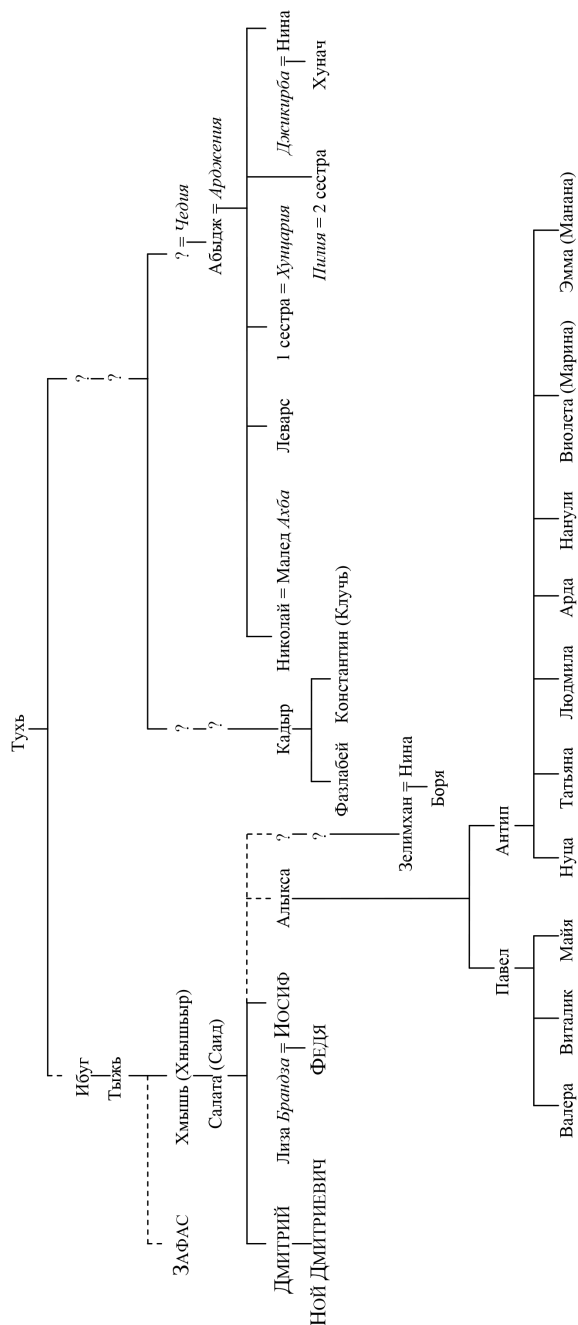 Тухь
Ибуг
Тыжь
? 
?
ЗАФАС
Хмышь (Хнышьыр)
Салата (Саид)
?
?
? = Чедия
Абыдж = Арджения
ДМИТРИЙ
НОЙ ДМИТРИЕВИЧ
Лиза Брандза = ИОСИФ
ФЕДЯ
Алыкса
?
?
Кадыр
Фазлабей
Константин (Клучь)
Николай = Малед Ахба
Леварс
1 сестра = Хунцария
Пилия = 2 сестра
Джикирба = Нина
Хунач
Зелимхан = Нина
Боря
Павел
Антип
Валера
Виталик
Майя
Нуца
Татьяна
Людмила
Арда
Нанули
Виолета (Марина)
Эмма (Манана)